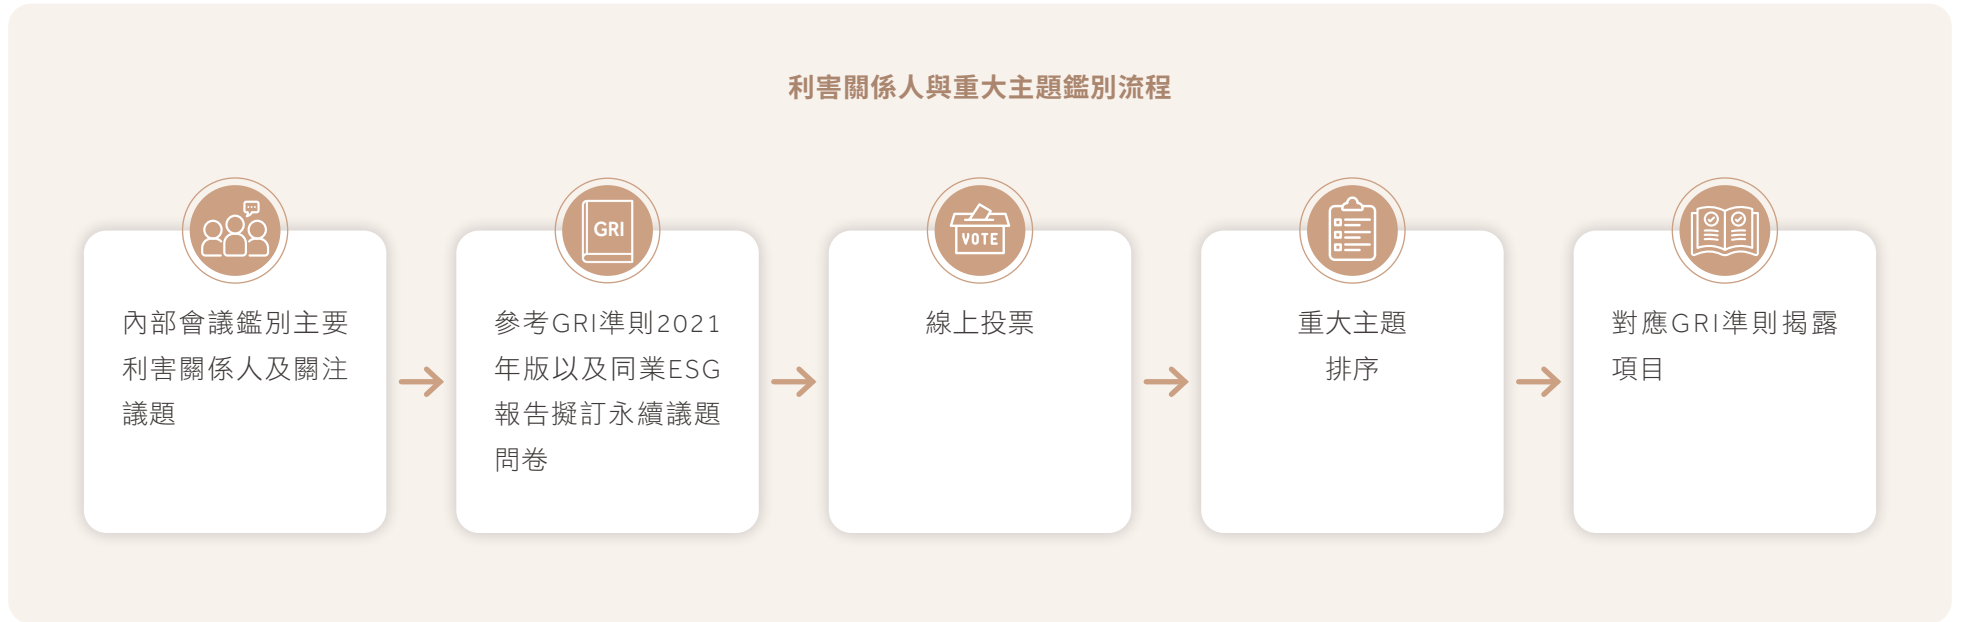 利害關係人與重大主題鑑別流程
內部會議鑑別主要
利害關係人及關注
議題
GRI
參考GRI準則2021
年版以及同業ESG
報告擬訂永續議題
問卷
VOTE
線上投票
重大主題
排序
對應GRI準則揭露
項目